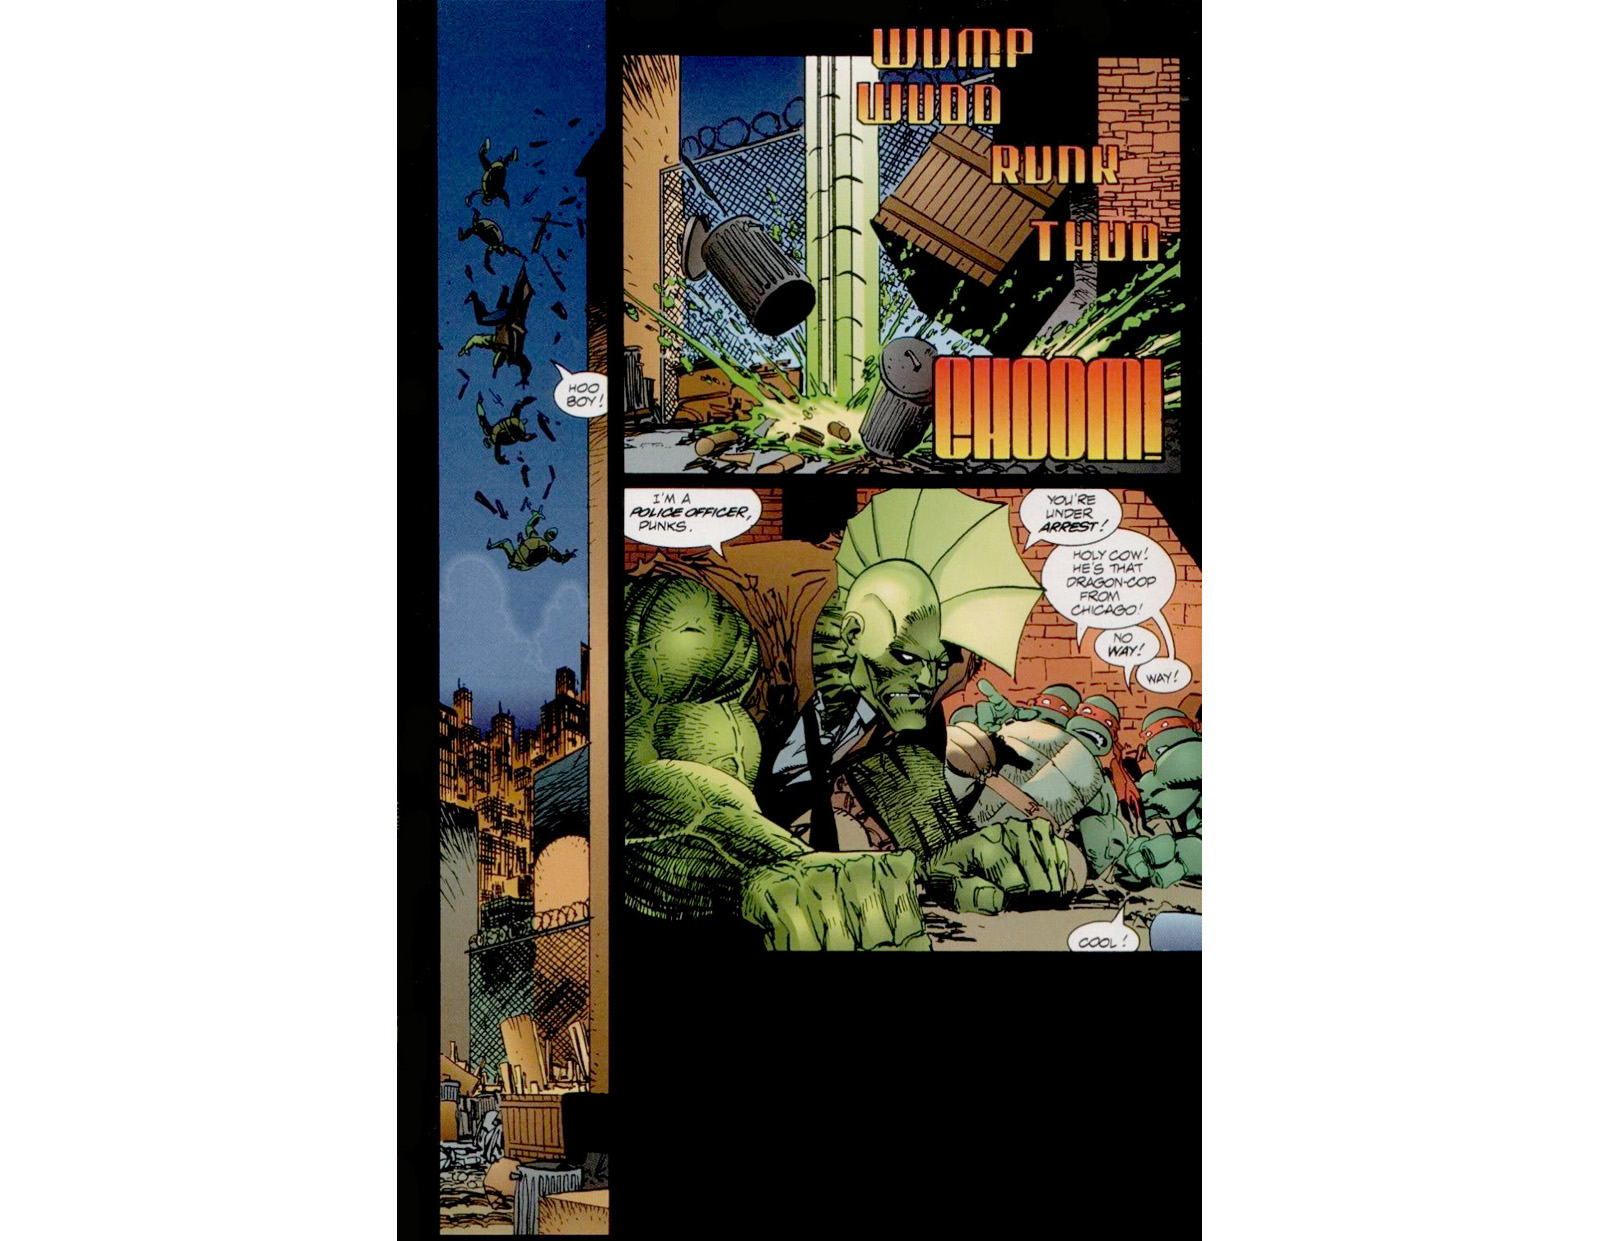 HOO
BOY!
WUMP
WUDD
RUNK
THUD
CHOOM!
I'M A
POLICE OFFICER,
PUNKS.
YOU'RE
UNDER
ARREST!
HOLY COW!
HE'S THAT
DRAGON-COP
FROM
CHICAGO!
NO
WAY!
WAY!
COOL!